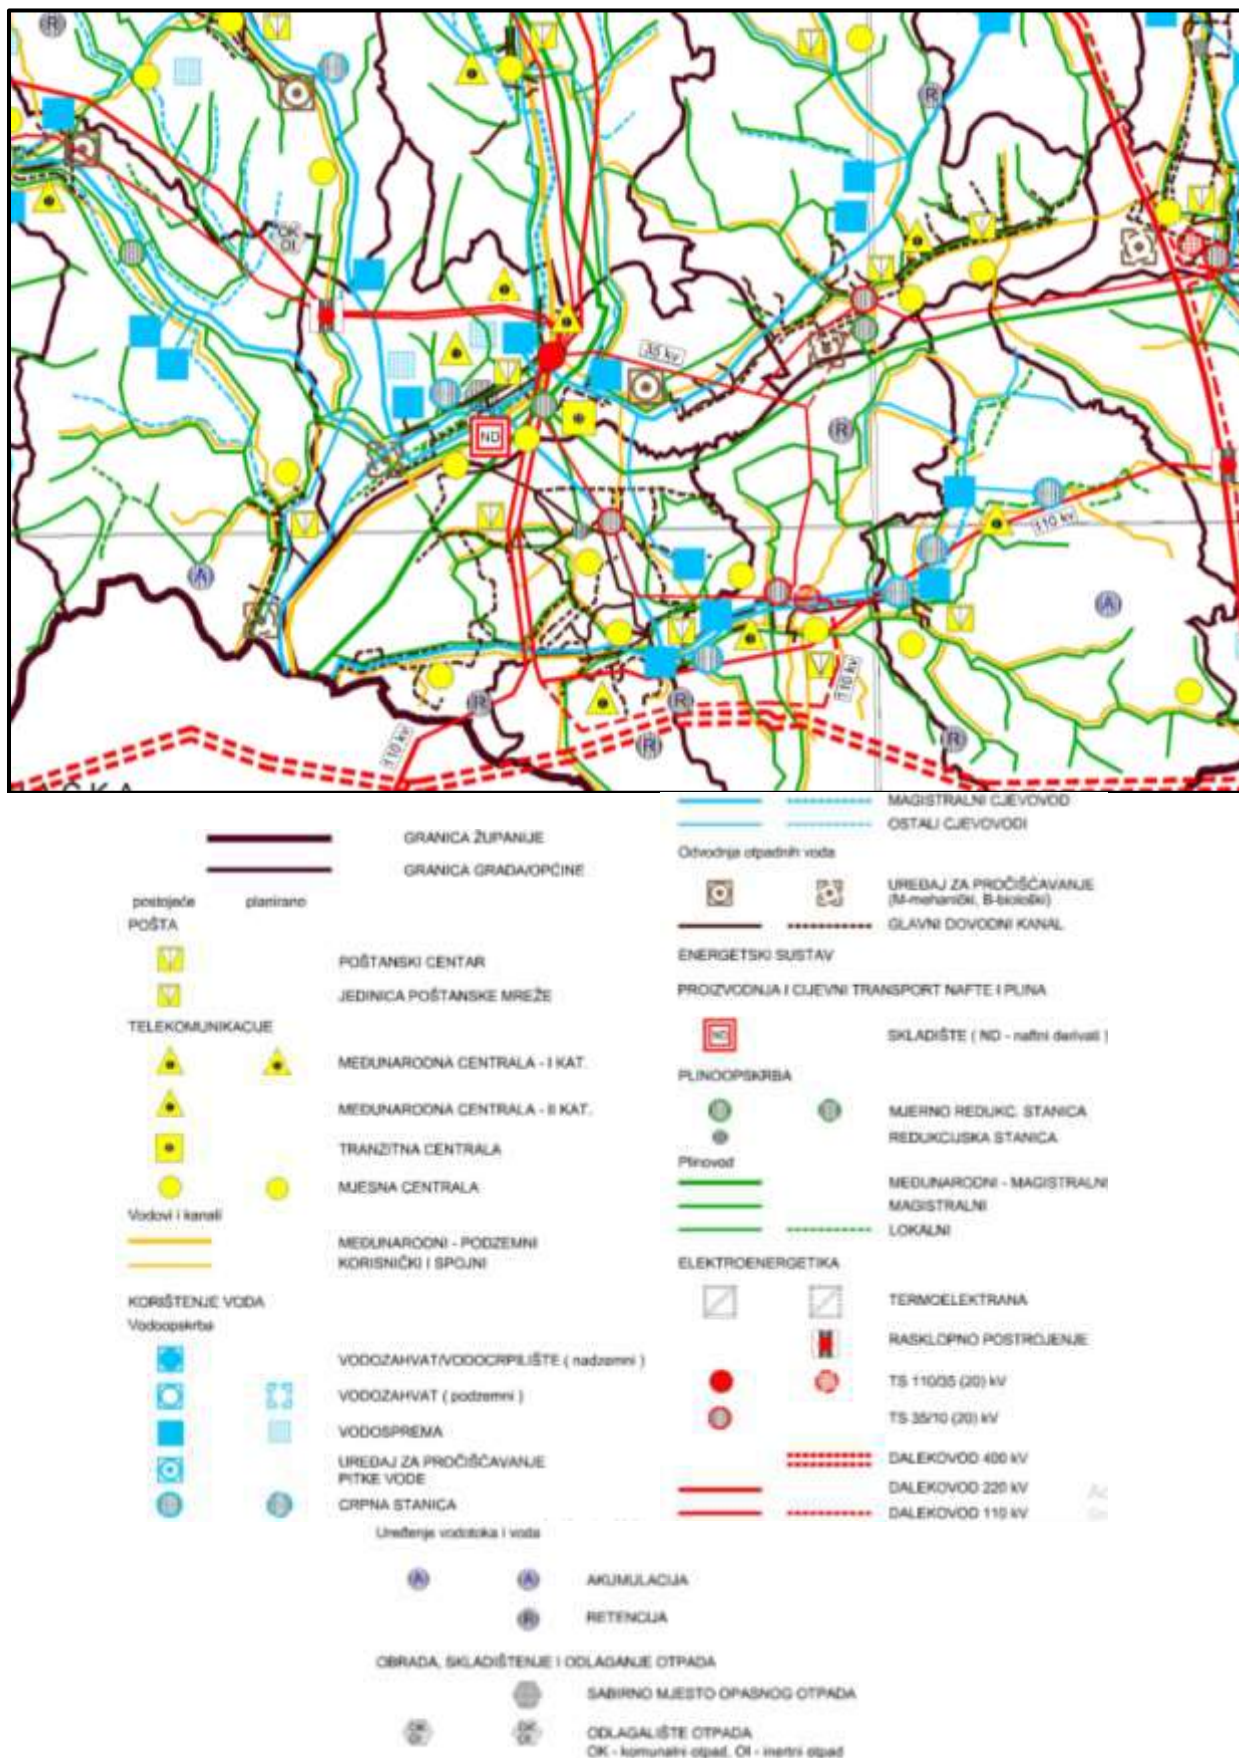 R
R
OK
OI
35 kv
ND
R
110 kv
A
A
110 kv
R
R
110 kv
R
R
GRANICA ŽUPANIJE
GRANICA GRADA/OPĆINE
postojeće planirano
POŠTA
POŠTANSKI CENTAR
JEDINICA POŠTANSKE MREŽE
TELEKOMUNIKACIJE
MEĐUNARODNA CENTRALA - I KAT.
MEĐUNARODNA CENTRALA - II KAT.
TRANZITNA CENTRALA
MJESNA CENTRALA
Vodovi i kanali
MEĐUNARODNI - PODZEMNI
KORISNIČKI I SPOJNI
KORIŠTENJE VODA
Vodoopskrba
VODOZAHVAT/VODOCRPILIŠTE ( nadzemni )
VODOZAHVAT ( podzemni )
VODOSPREMA
UREĐAJ ZA PROČIŠĆAVANJE
PITKE VODE
CRPNA STANICA
MAGISTRALNI CJEVOVOD
OSTALI CJEVOVODI
Odvodnja otpadnih voda
UREĐAJ ZA PROČIŠĆAVANJE
(M-mehanički, B-biološki)
GLAVNI DOVODNI KANAL
ENERGETSKI SUSTAV
PROIZVODNJA I CIJEVNI TRANSPORT NAFTE I PLINA
ND
SKLADIŠTE ( ND - naftni derivati )
PLINOOPSKRBA
MJERNO REDUKC. STANICA
REDUKCIJSKA STANICA
Plinovod
MEĐUNARODNI - MAGISTRALNI
MAGISTRALNI
LOKALNI
ELEKTROENERGETIKA
TERMOELEKTRANA
RASKLOPNO POSTROJENJE
TS 110/35 (20) kV
TS 35/10 (20) kV
DALEKOVOD 400 kV
DALEKOVOD 220 kV
DALEKOVOD 110 kV
Uređenje vodotoka i voda
A A AKUMULACIJA
R RETENCIJA
OBRADA, SKLADIŠTENJE I ODLAGANJE OTPADA
SABIRNO MJESTO OPASNOG OTPADA
OK OK
OI OI
ODLAGALIŠTE OTPADA
OK - komunalni otpad, OI - inertni otpad